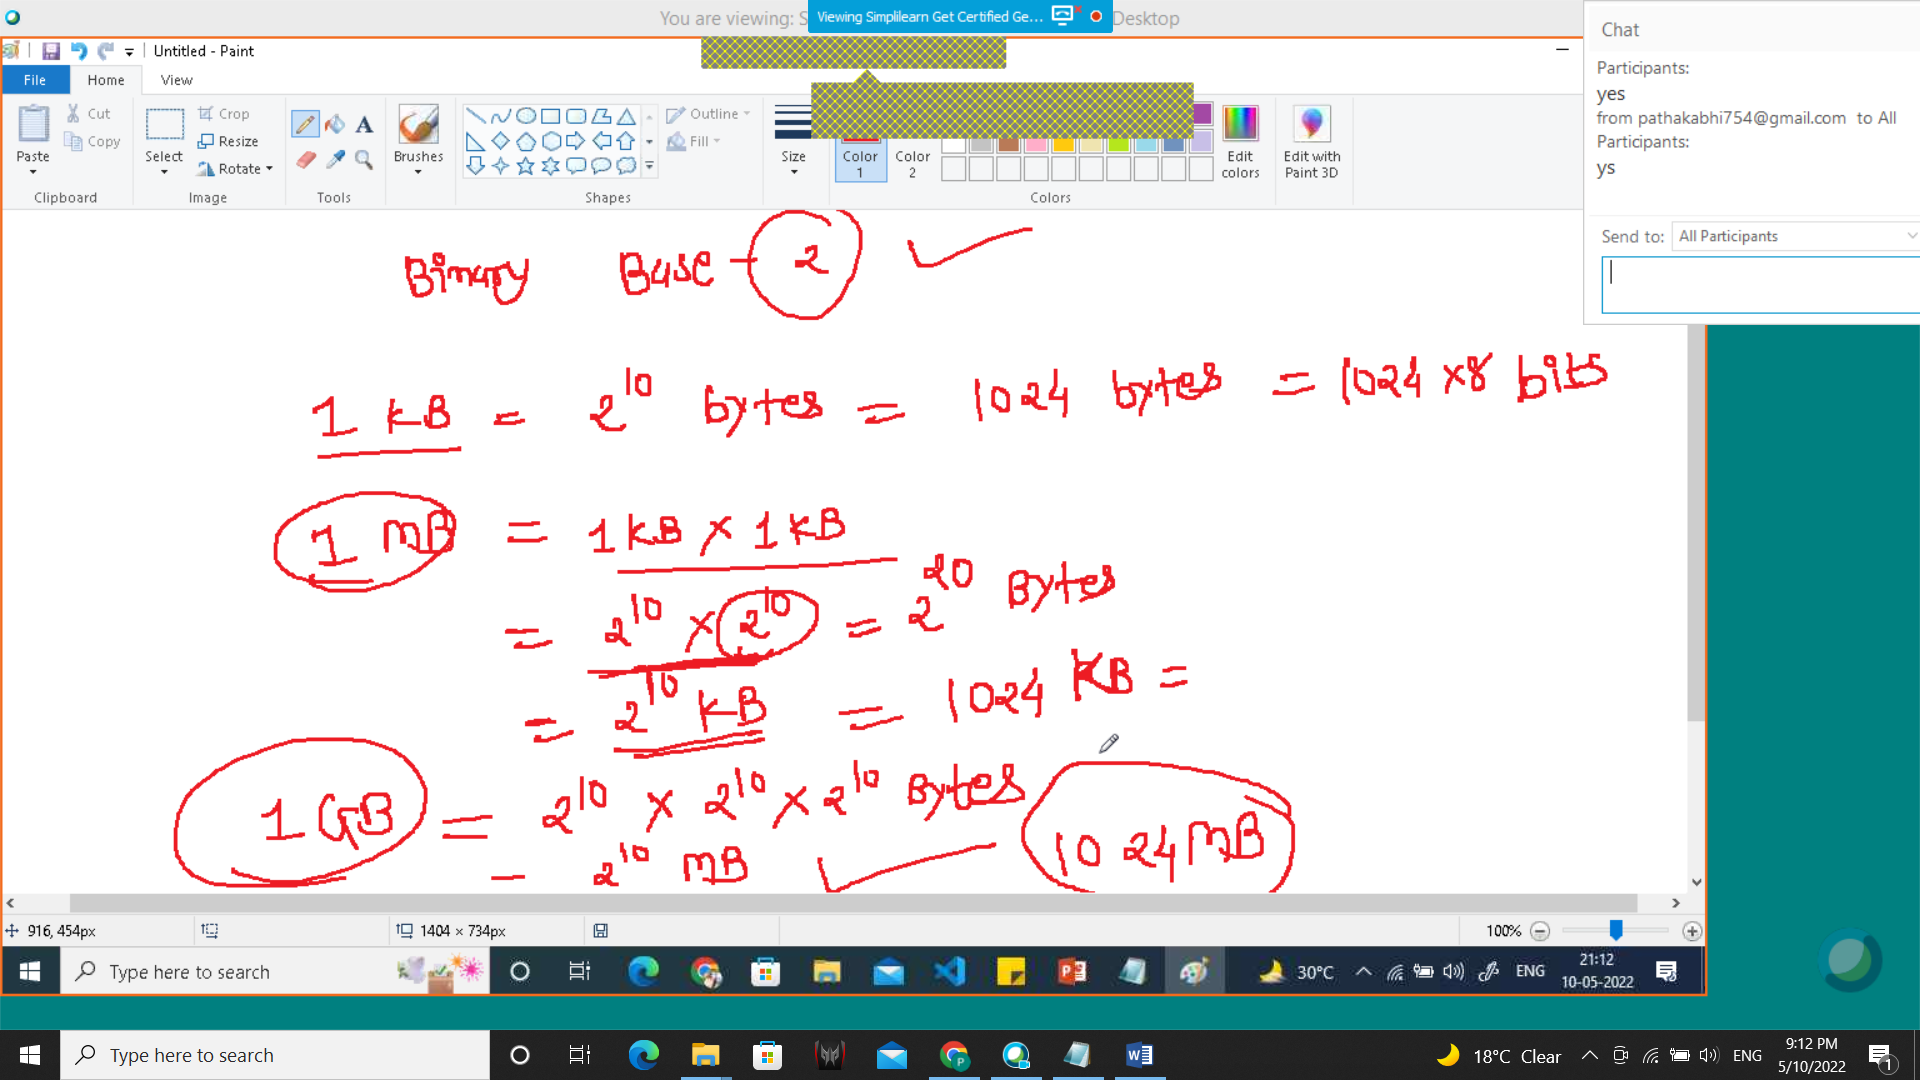 You are viewing: S
Viewing Simplilearn Get Certified Ge...
Desktop
Untitled - Paint
File Home View
Paste
Cut
Copy
Clipboard
Select
Crop
Resize
Rotate
Image
A
Tools
Brushes
Outline
Fill
Shapes
Size
Color 1
Color 2
Edit colors
Edit with Paint 3D
Colors
Chat
Participants:
yes
from pathakabhi754@gmail.com to All
Participants:
ys
Send to: All Participants
Binary Base - 2
1 KB = 2^10 bytes = 1024 bytes = 1024 x8 bits
1 MB = 1KB x 1KB
= 2^10 x 2^10 = 2^20 Bytes
= 2^10 KB = 1024 KB =
1 GB = 2^10 x 2^10 x 2^10 Bytes
- 2^10 MB 1024MB
916, 454px
1404 × 734px
100%
Type here to search
30°C
ENG
21:12
10-05-2022
Type here to search
18°C Clear
ENG
9:12 PM
5/10/2022
1